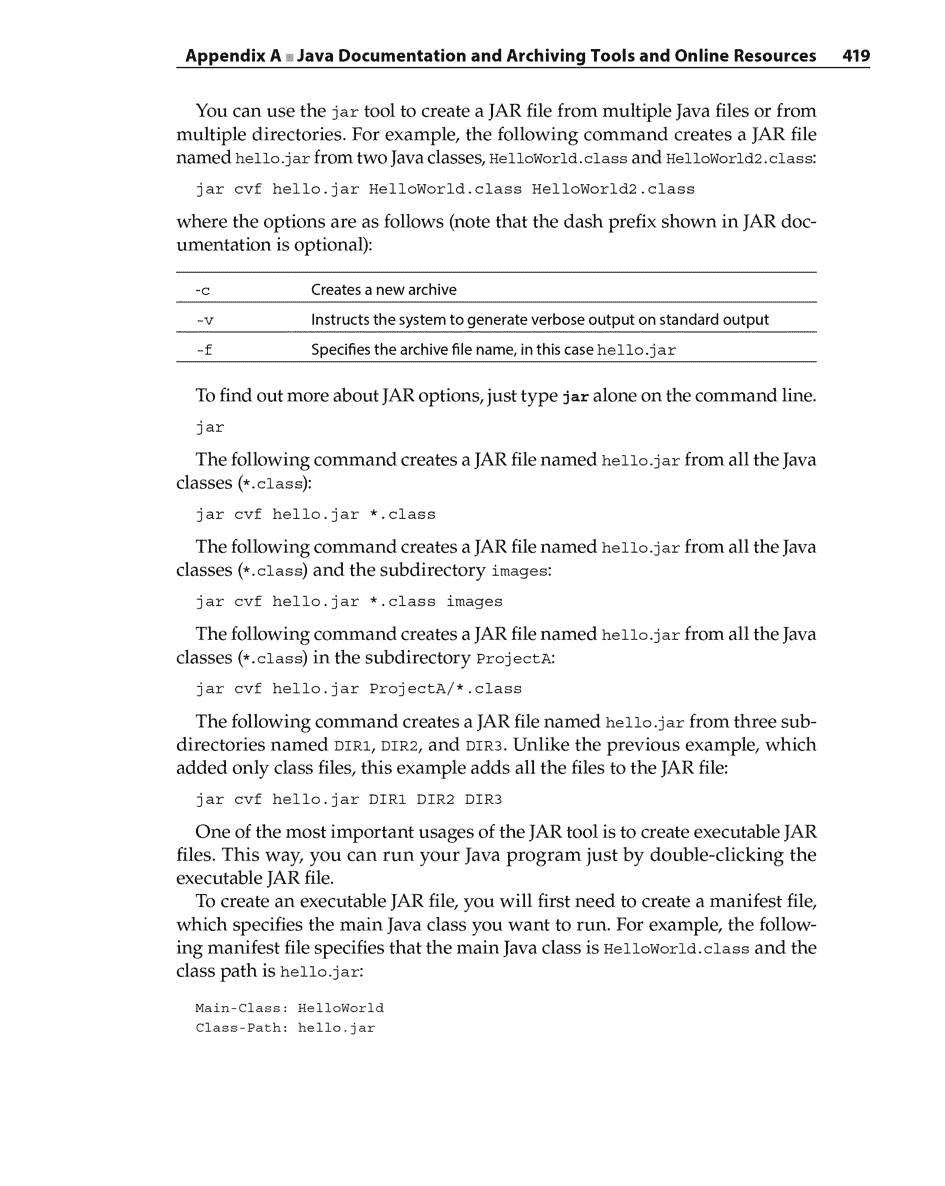 Appendix A ■ Java Documentation and Archiving Tools and Online Resources 419
You can use the jar tool to create a JAR file from multiple Java files or from
multiple directories. For example, the following command creates a JAR file
named hello.jar from two Java classes, HelloWorld.class and HelloWorld2.class:
jar cvf hello.jar HelloWorld.class HelloWorld2.class
where the options are as follows (note that the dash prefix shown in JAR doc-
umentation is optional):
-c Creates a new archive
-v Instructs the system to generate verbose output on standard output
-f Specifies the archive file name, in this case hello.jar
To find out more about JAR options, just type jar alone on the command line.
jar
The following command creates a JAR file named hello.jar from all the Java
classes (*.class):
jar cvf hello.jar *.class
The following command creates a JAR file named hello.jar from all the Java
classes (*.class) and the subdirectory images:
jar cvf hello.jar *.class images
The following command creates a JAR file named hello.jar from all the Java
classes (*.class) in the subdirectory ProjectA:
jar cvf hello.jar ProjectA/*.class
The following command creates a JAR file named hello.jar from three sub-
directories named DIR1, DIR2, and DIR3. Unlike the previous example, which
added only class files, this example adds all the files to the JAR file:
jar cvf hello.jar DIR1 DIR2 DIR3
One of the most important usages of the JAR tool is to create executable JAR
files. This way, you can run your Java program just by double-clicking the
executable JAR file.
To create an executable JAR file, you will first need to create a manifest file,
which specifies the main Java class you want to run. For example, the follow-
ing manifest file specifies that the main Java class is HelloWorld.class and the
class path is hello.jar:
Main-Class: HelloWorld
Class-Path: hello.jar